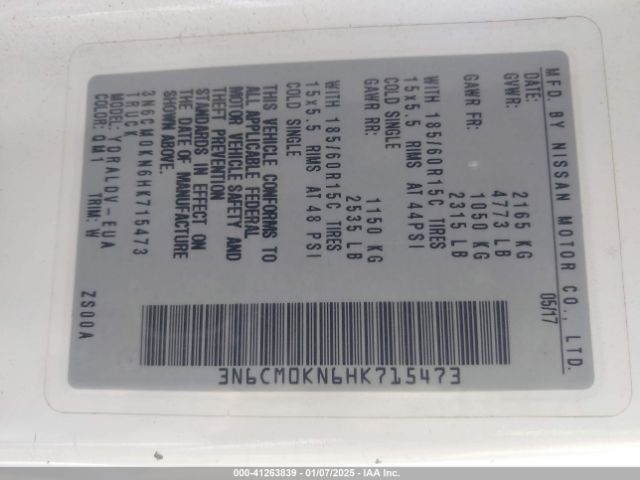 MFD. BY NISSAN MOTOR CO., LTD.
DATE: 05/17
GVWR: 2165 KG
4773 LB
GAWR FR: 1050 KG
2315 LB
WITH 185/60R15C TIRES
15x5.5 RIMS AT 44PSI
COLD SINGLE
GAWR RR: 1150 KG
2535 LB
WITH 185/60R15C TIRES
15x5.5 RIMS AT 48 PSI
COLD SINGLE
THIS VEHICLE CONFORMS TO
ALL APPLICABLE FEDERAL
MOTOR VEHICLE SAFETY AND
THEFT PREVENTION
STANDARDS IN EFFECT ON
THE DATE OF MANUFACTURE
SHOWN ABOVE.
3N6CM0KN6HK715473
TRUCK
MODEL: YURALDV-EUA
COLOR: QM1 TRIM: W
ZS00A
3N6CM0KN6HK715473
000-41263839 - 01/07/2025 - IAA Inc.